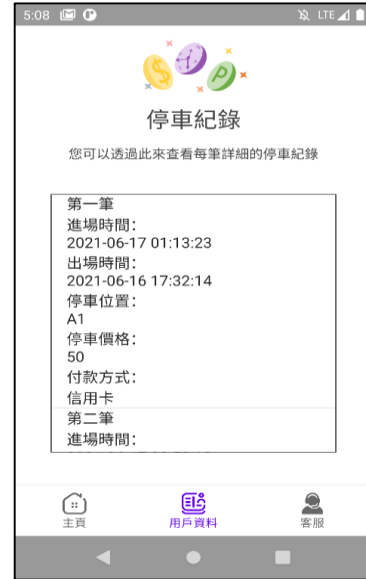 5:08
LTE
停車紀錄
您可以透過此來查看每筆詳細的停車紀錄
第一筆
進場時間:
2021-06-17 01:13:23
出場時間:
2021-06-16 17:32:14
停車位置:
A1
停車價格:
50
付款方式:
信用卡
第二筆
進場時間:
主頁
用戶資料
客服